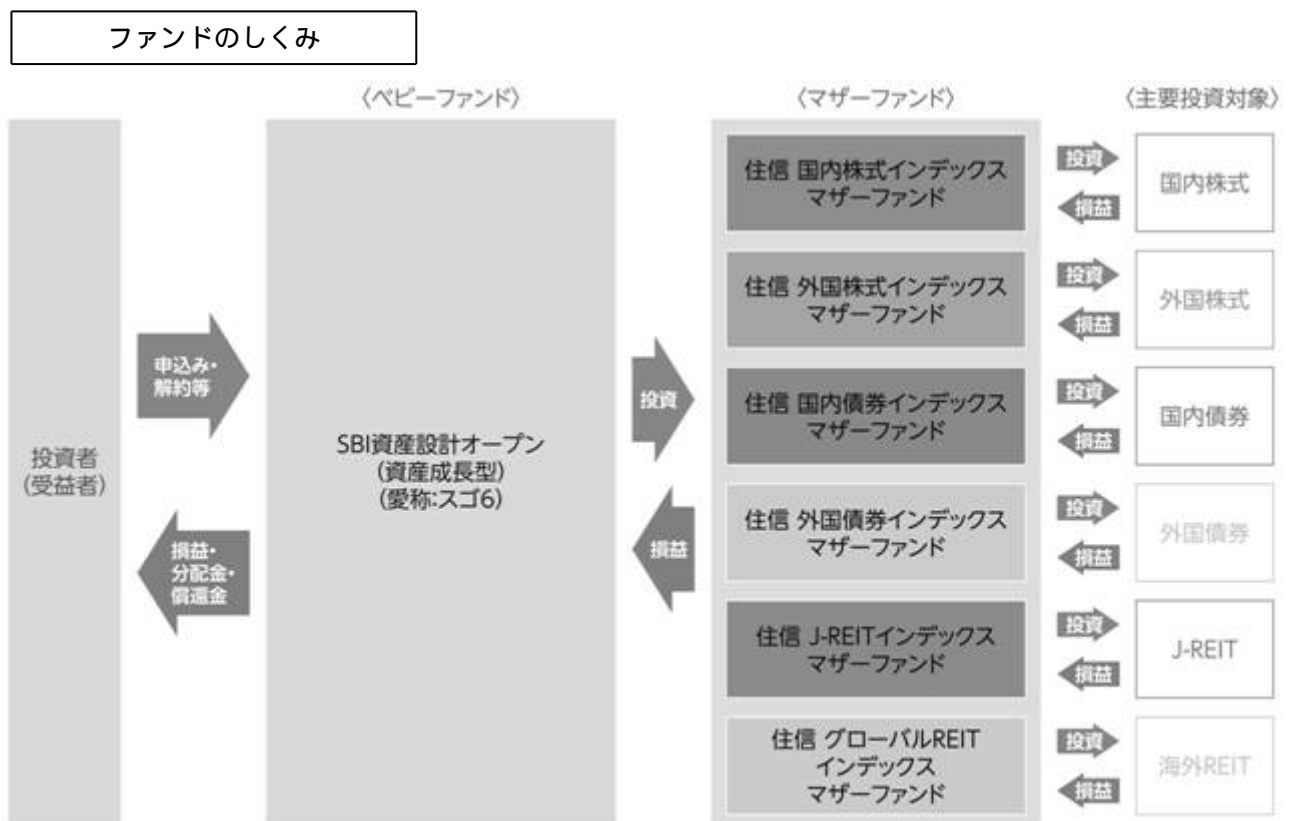 ファンドのしくみ
〈ベビーファンド〉
〈マザーファンド〉
〈主要投資対象〉
投資者
(受益者)
申込み・
解約等
損益・
分配金・
償還金
SBI資産設計オープン
(資産成長型)
(愛称:スゴ6)
投資
損益
住信 国内株式インデックス
マザーファンド
投資
損益
国内株式
住信 外国株式インデックス
マザーファンド
投資
損益
外国株式
住信 国内債券インデックス
マザーファンド
投資
損益
国内債券
住信 外国債券インデックス
マザーファンド
投資
損益
外国債券
住信 J-REITインデックス
マザーファンド
投資
損益
J-REIT
住信 グローバルREIT
インデックス
マザーファンド
投資
損益
海外REIT